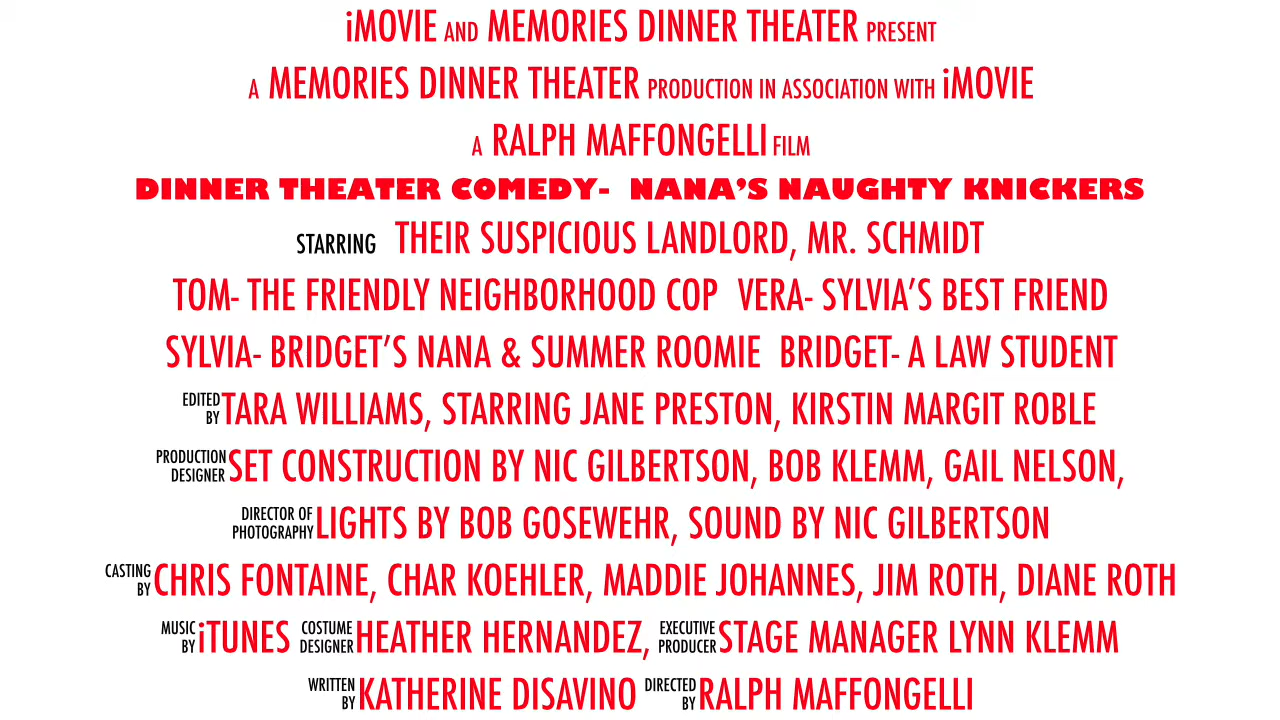 iMOVIE AND MEMORIES DINNER THEATER PRESENT
A MEMORIES DINNER THEATER PRODUCTION IN ASSOCIATION WITH iMOVIE
A RALPH MAFFONGELLI FILM
DINNER THEATER COMEDY- NANA'S NAUGHTY KNICKERS
STARRING THEIR SUSPICIOUS LANDLORD, MR. SCHMIDT
TOM- THE FRIENDLY NEIGHBORHOOD COP VERA- SYLVIA'S BEST FRIEND
SYLVIA- BRIDGET'S NANA & SUMMER ROOMIE BRIDGET- A LAW STUDENT
EDITED BY TARA WILLIAMS, STARRING JANE PRESTON, KIRSTIN MARGIT ROBLE
PRODUCTION DESIGNER SET CONSTRUCTION BY NIC GILBERTSON, BOB KLEMM, GAIL NELSON,
DIRECTOR OF PHOTOGRAPHY LIGHTS BY BOB GOSEWEHR, SOUND BY NIC GILBERTSON
CASTING BY CHRIS FONTAINE, CHAR KOEHLER, MADDIE JOHANNES, JIM ROTH, DIANE ROTH
MUSIC BY iTUNES COSTUME DESIGNER HEATHER HERNANDEZ, EXECUTIVE PRODUCER STAGE MANAGER LYNN KLEMM
WRITTEN BY KATHERINE DISAVINO DIRECTED BY RALPH MAFFONGELLI